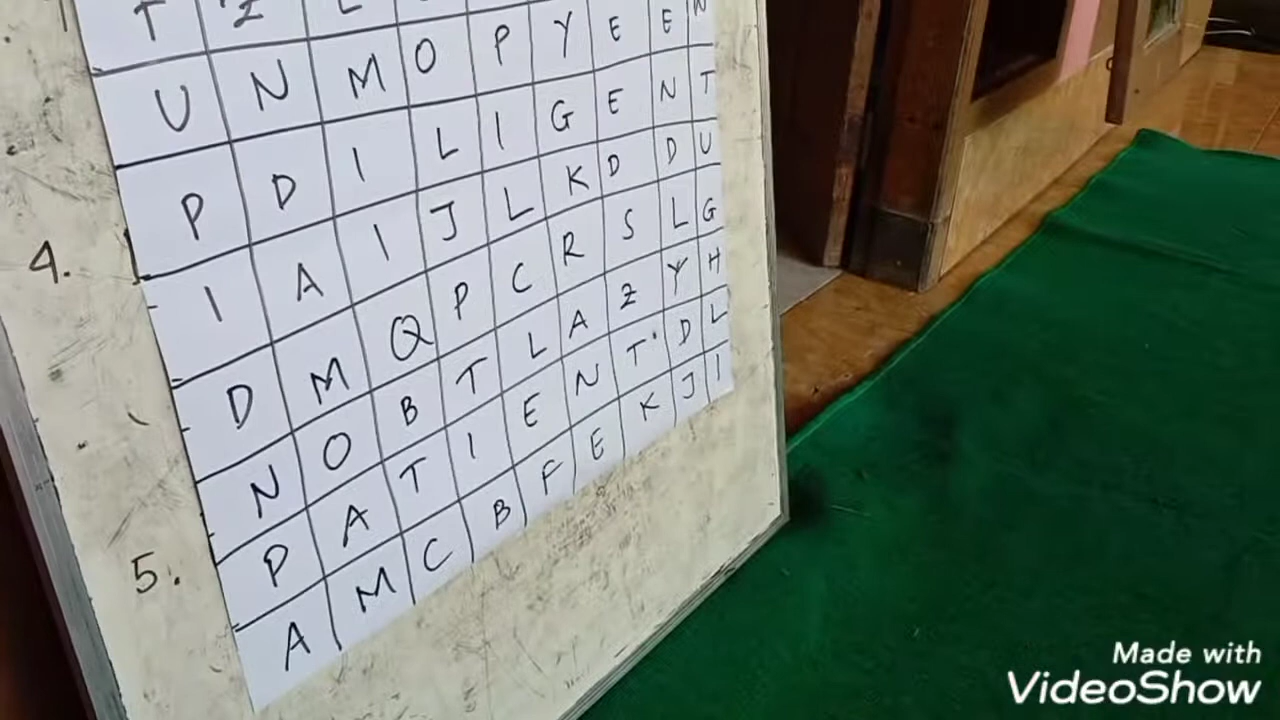 T Z L
U N M O P Y E E N
4. P D I L I G E N T
I A I J L K D D U
D M Q P C R S L G
N O B T L A Z Y H
5. P A T I E N T D L
A M C B F E K J I
Made with
VideoShow